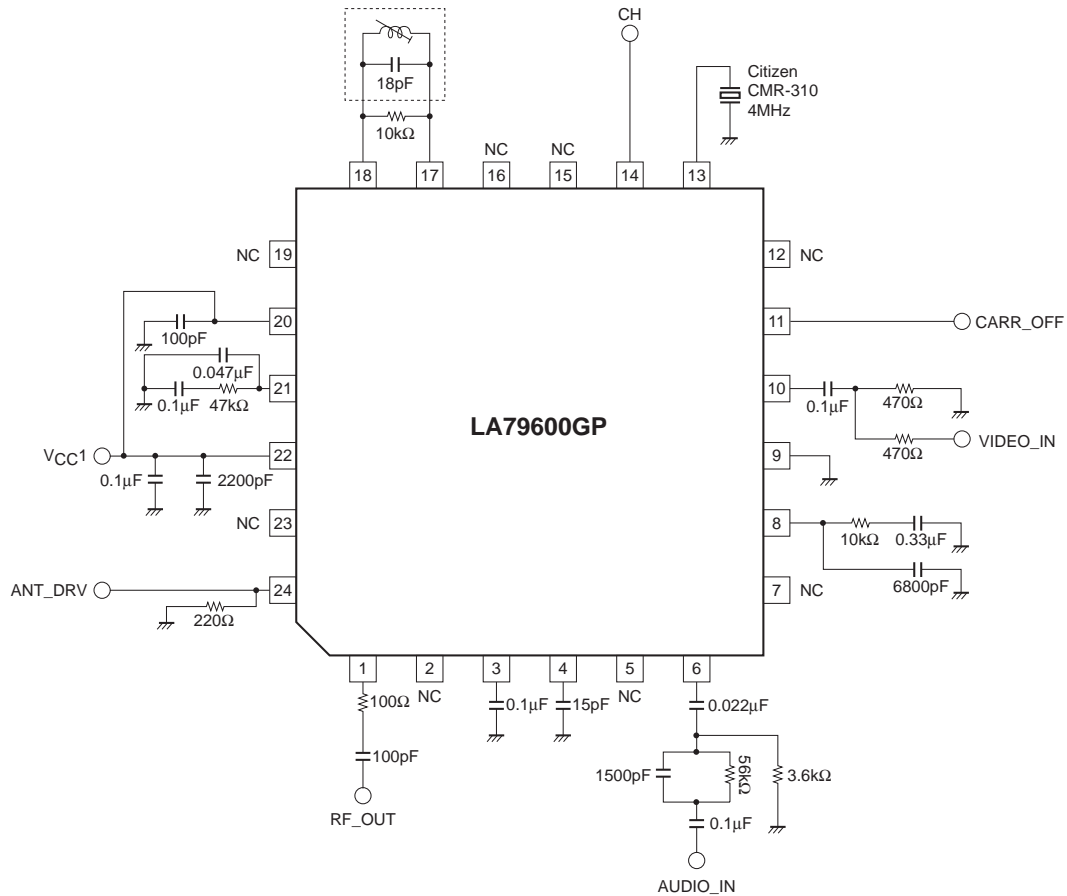 CH
Citizen
CMR-310
4MHz
18pF
10kΩ
NC
NC
18
17
16
15
14
13
NC
19
12
NC
20
100pF
11
CARR_OFF
0.047µF
21
0.1µF
47kΩ
10
0.1µF
470Ω
470Ω
VIDEO_IN
LA79600GP
VCC1
22
0.1µF
2200pF
9
NC
23
8
10kΩ
0.33µF
6800pF
ANT_DRV
24
220Ω
7
NC
1
2
3
4
5
6
NC
NC
100Ω
0.1µF
15pF
0.022µF
100pF
1500pF
56kΩ
3.6kΩ
RF_OUT
0.1µF
AUDIO_IN